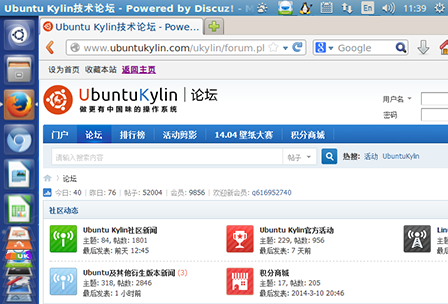 Ubuntu Kylin技术论坛 - Powered by Discuz! - M
En
11:39
Ubuntu Kylin技术论坛 - Powe...
www.ubuntukylin.com/ukylin/forum.pl
Google
设为首页 收藏本站 返回主页
UbuntuKylin 论坛
做更有中国味的操作系统
用户名
密码
门户 论坛 排行榜 活动剪影 14.04 壁纸大赛 积分商城
请输入搜索内容 帖子 热搜: 活动 UbuntuKylin
论坛
今日: 40 | 昨日: 76 | 帖子: 52004 | 会员: 9856 | 欢迎新会员: q616952740
社区动态
Ubuntu Kylin社区新闻
主题: 84, 帖数: 1801
最后发表: 前天 12:45
Ubuntu Kylin官方活动
主题: 229, 帖数: 956
最后发表: 7 天前
Lin
主题
最后
Ubuntu及其他衍生版本新闻 (3)
主题: 318, 帖数: 2846
最后发表: 1 小时前
积分商城
主题: 17, 帖数: 205
最后发表: 2014-3-10 20:46